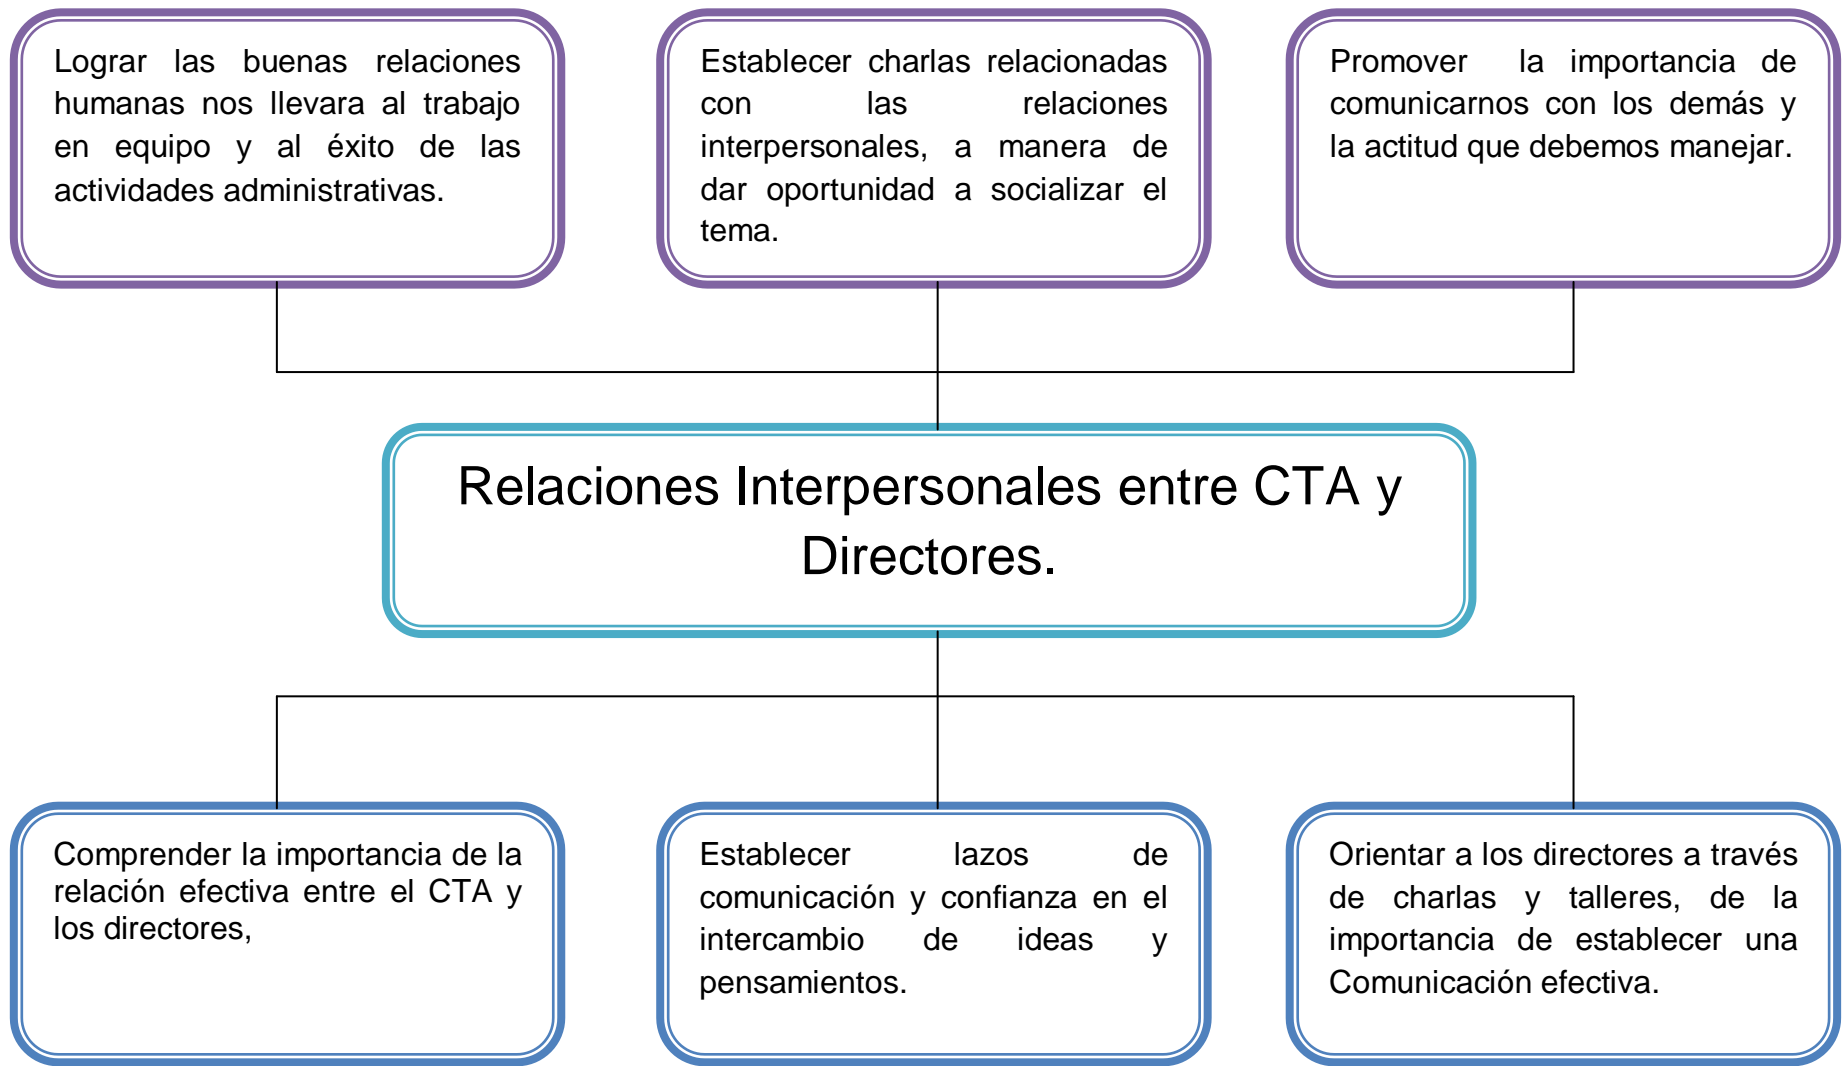 Lograr las buenas relaciones
humanas nos llevara al trabajo
en equipo y al éxito de las
actividades administrativas.
Establecer charlas relacionadas
con las relaciones
interpersonales, a manera de
dar oportunidad a socializar el
tema.
Promover la importancia de
comunicarnos con los demás y
la actitud que debemos manejar.
Relaciones Interpersonales entre CTA y
Directores.
Comprender la importancia de la
relación efectiva entre el CTA y
los directores,
Establecer lazos de
comunicación y confianza en el
intercambio de ideas y
pensamientos.
Orientar a los directores a través
de charlas y talleres, de la
importancia de establecer una
Comunicación efectiva.